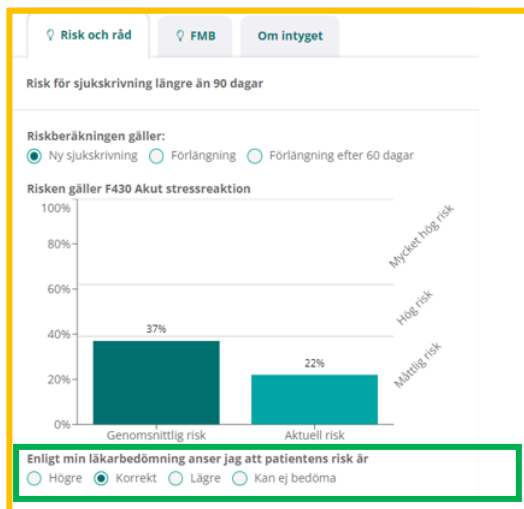 Risk och råd FMB Om intyget
Risk för sjukskrivning längre än 90 dagar
Riskberäkningen gäller:
Ny sjukskrivning Förlängning Förlängning efter 60 dagar
Risken gäller F430 Akut stressreaktion
100%
80%
Mycket hög risk
60%
Hög risk
40%
37%
Måttlig risk
22%
20%
0%
Genomsnittlig risk Aktuell risk
Enligt min läkarbedömning anser jag att patientens risk är
Högre Korrekt Lägre Kan ej bedöma